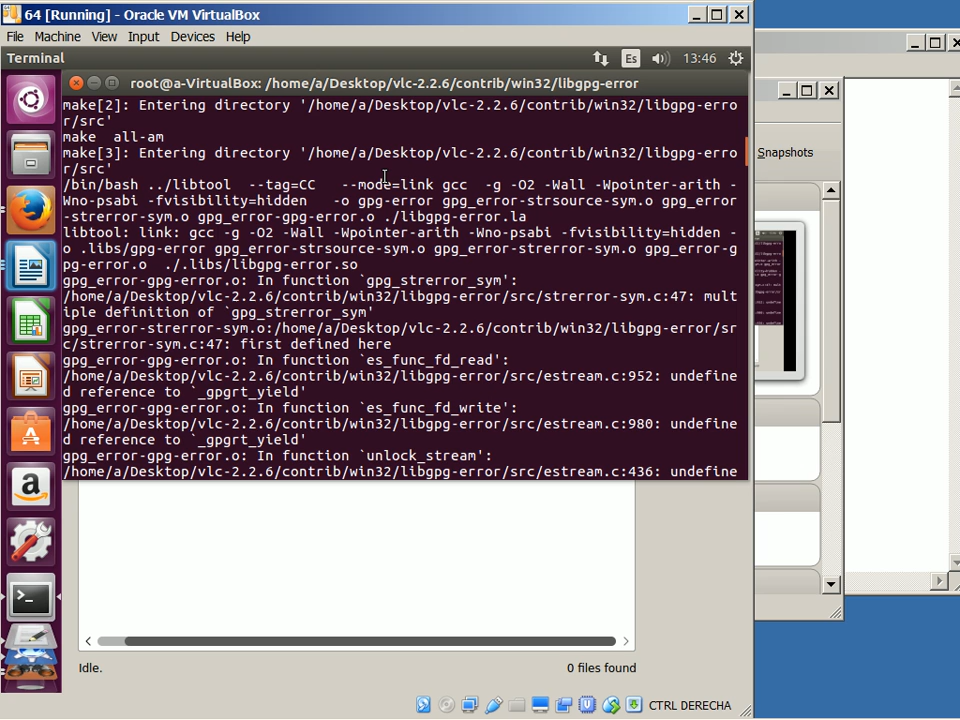 64 [Running] - Oracle VM VirtualBox
File Machine View Input Devices Help
Terminal
Es
13:46
root@a-VirtualBox: /home/a/Desktop/vlc-2.2.6/contrib/win32/libgpg-error
make[2]: Entering directory '/home/a/Desktop/vlc-2.2.6/contrib/win32/libgpg-erro
r/src'
make  all-am
make[3]: Entering directory '/home/a/Desktop/vlc-2.2.6/contrib/win32/libgpg-erro
r/src'
/bin/bash ../libtool  --tag=CC   --mode=link gcc  -g -O2 -Wall -Wpointer-arith -
Wno-psabi -fvisibility=hidden   -o gpg-error gpg_error-strsource-sym.o gpg_error
-strerror-sym.o gpg_error-gpg-error.o ./libgpg-error.la
libtool: link: gcc -g -O2 -Wall -Wpointer-arith -Wno-psabi -fvisibility=hidden -
o .libs/gpg-error gpg_error-strsource-sym.o gpg_error-strerror-sym.o gpg_error-g
pg-error.o  ./.libs/libgpg-error.so
gpg_error-gpg-error.o: In function `gpg_strerror_sym':
/home/a/Desktop/vlc-2.2.6/contrib/win32/libgpg-error/src/strerror-sym.c:47: mult
iple definition of `gpg_strerror_sym'
gpg_error-strerror-sym.o:/home/a/Desktop/vlc-2.2.6/contrib/win32/libgpg-error/sr
c/strerror-sym.c:47: first defined here
gpg_error-gpg-error.o: In function `es_func_fd_read':
/home/a/Desktop/vlc-2.2.6/contrib/win32/libgpg-error/src/estream.c:952: undefine
d reference to `_gpgrt_yield'
gpg_error-gpg-error.o: In function `es_func_fd_write':
/home/a/Desktop/vlc-2.2.6/contrib/win32/libgpg-error/src/estream.c:980: undefine
d reference to `_gpgrt_yield'
gpg_error-gpg-error.o: In function `unlock_stream':
/home/a/Desktop/vlc-2.2.6/contrib/win32/libgpg-error/src/estream.c:436: undefine
Snapshots
Idle.
0 files found
CTRL DERECHA